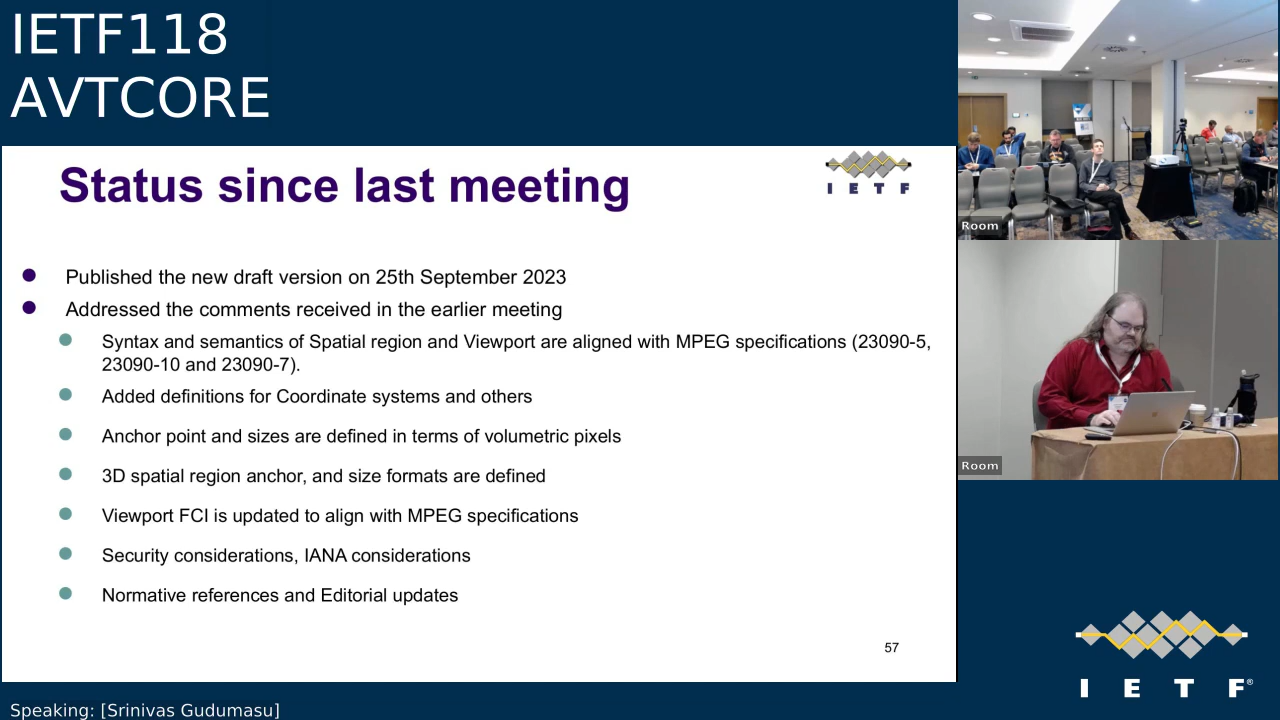 IETF118
AVTCORE
Status since last meeting
I E T F
Published the new draft version on 25th September 2023
Addressed the comments received in the earlier meeting
Syntax and semantics of Spatial region and Viewport are aligned with MPEG specifications (23090-5,
23090-10 and 23090-7).
Added definitions for Coordinate systems and others
Anchor point and sizes are defined in terms of volumetric pixels
3D spatial region anchor, and size formats are defined
Viewport FCI is updated to align with MPEG specifications
Security considerations, IANA considerations
Normative references and Editorial updates
57
Room
Room
I E T F®
Speaking: [Srinivas Gudumasu]